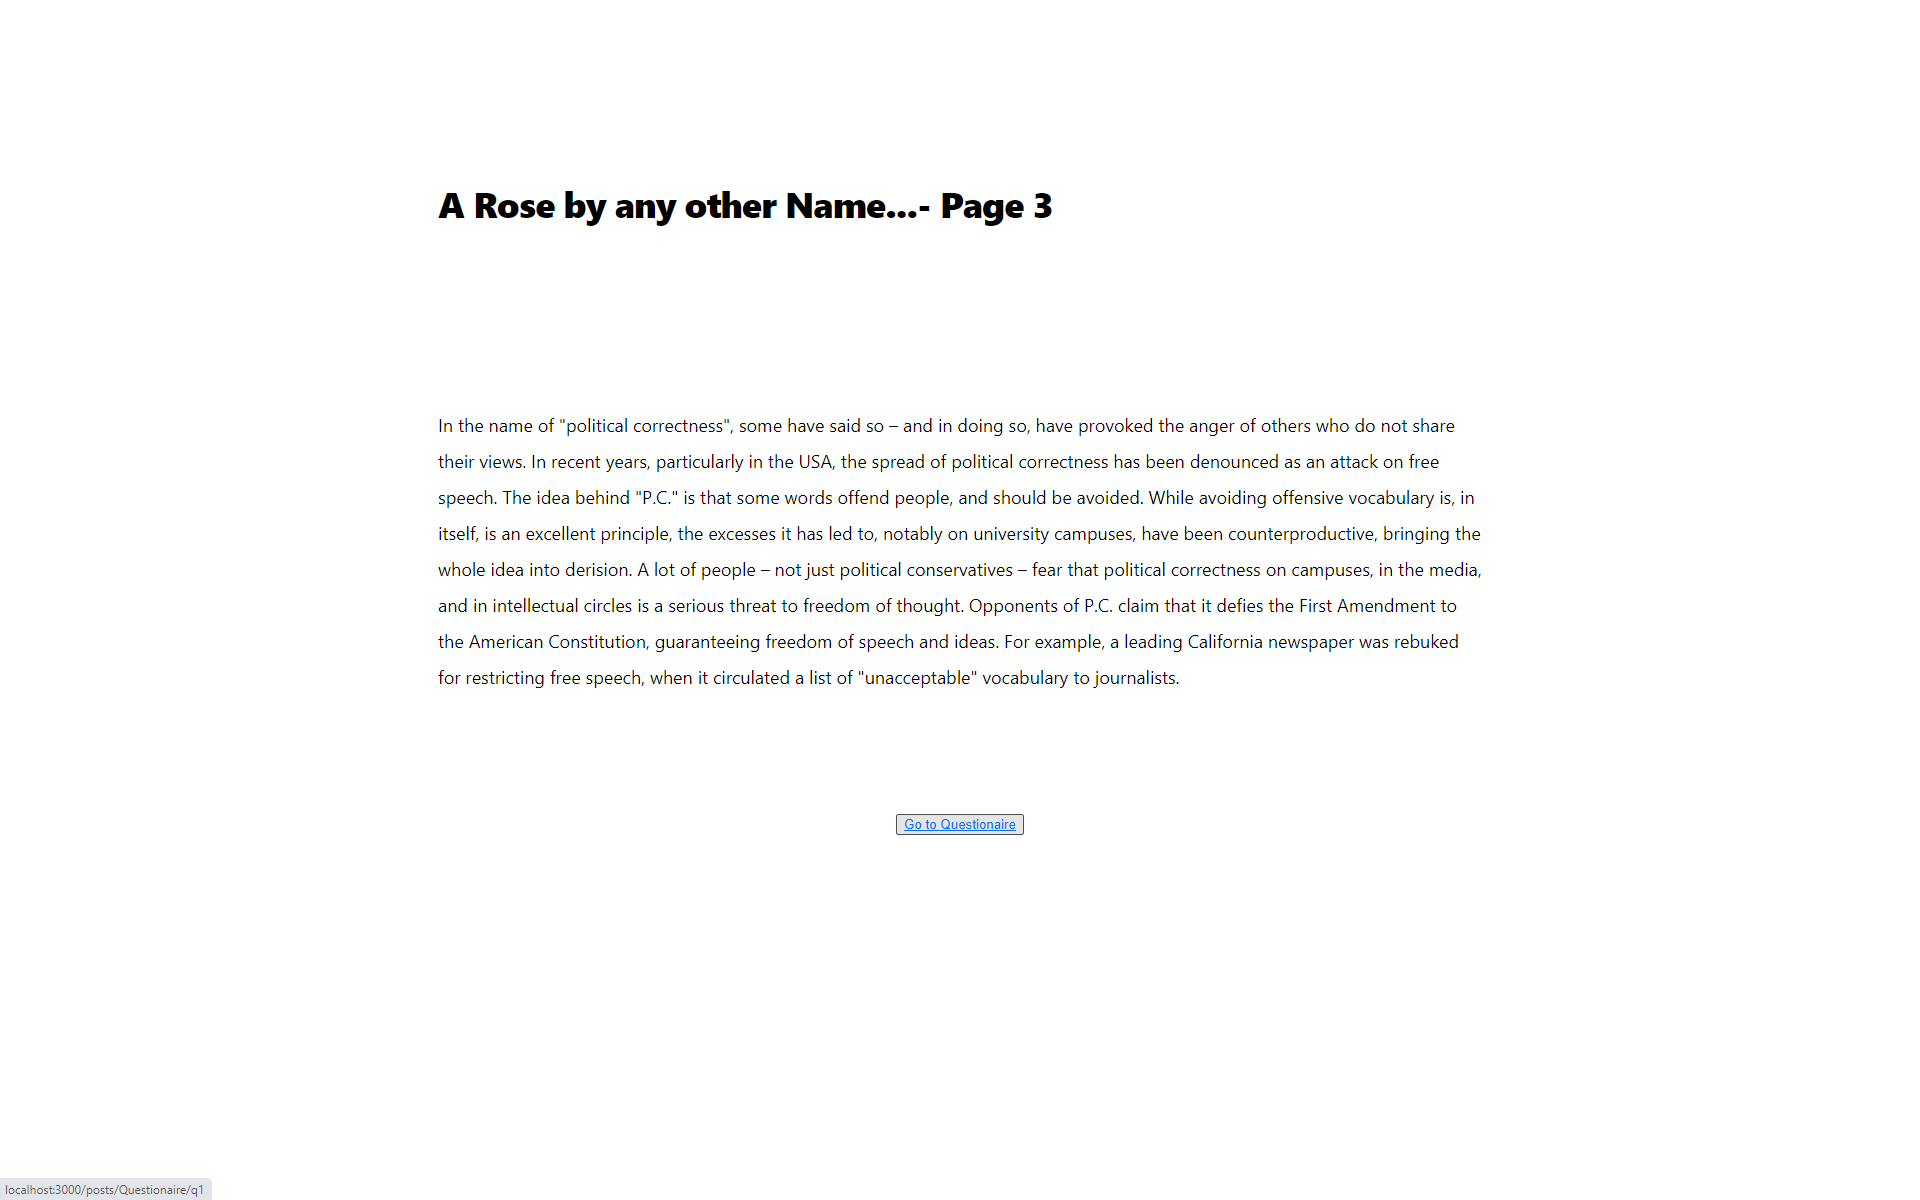 A Rose by any other Name...- Page 3
In the name of "political correctness", some have said so – and in doing so, have provoked the anger of others who do not share
their views. In recent years, particularly in the USA, the spread of political correctness has been denounced as an attack on free
speech. The idea behind "P.C." is that some words offend people, and should be avoided. While avoiding offensive vocabulary is, in
itself, is an excellent principle, the excesses it has led to, notably on university campuses, have been counterproductive, bringing the
whole idea into derision. A lot of people – not just political conservatives – fear that political correctness on campuses, in the media,
and in intellectual circles is a serious threat to freedom of thought. Opponents of P.C. claim that it defies the First Amendment to
the American Constitution, guaranteeing freedom of speech and ideas. For example, a leading California newspaper was rebuked
for restricting free speech, when it circulated a list of "unacceptable" vocabulary to journalists.
Go to Questionaire
localhost:3000/posts/Questionaire/q1